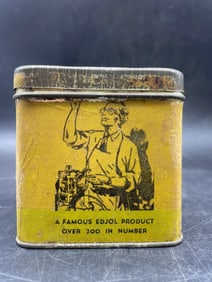 A FAMOUS EDJOL PRODUCT
OVER 200 IN NUMBER